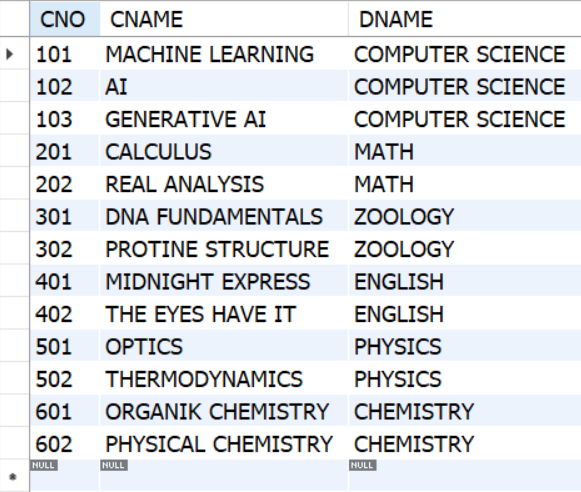 CNO CNAME DNAME
101 MACHINE LEARNING COMPUTER SCIENCE
102 AI COMPUTER SCIENCE
103 GENERATIVE AI COMPUTER SCIENCE
201 CALCULUS MATH
202 REAL ANALYSIS MATH
301 DNA FUNDAMENTALS ZOOLOGY
302 PROTINE STRUCTURE ZOOLOGY
401 MIDNIGHT EXPRESS ENGLISH
402 THE EYES HAVE IT ENGLISH
501 OPTICS PHYSICS
502 THERMODYNAMICS PHYSICS
601 ORGANIK CHEMISTRY CHEMISTRY
602 PHYSICAL CHEMISTRY CHEMISTRY
NULL NULL NULL